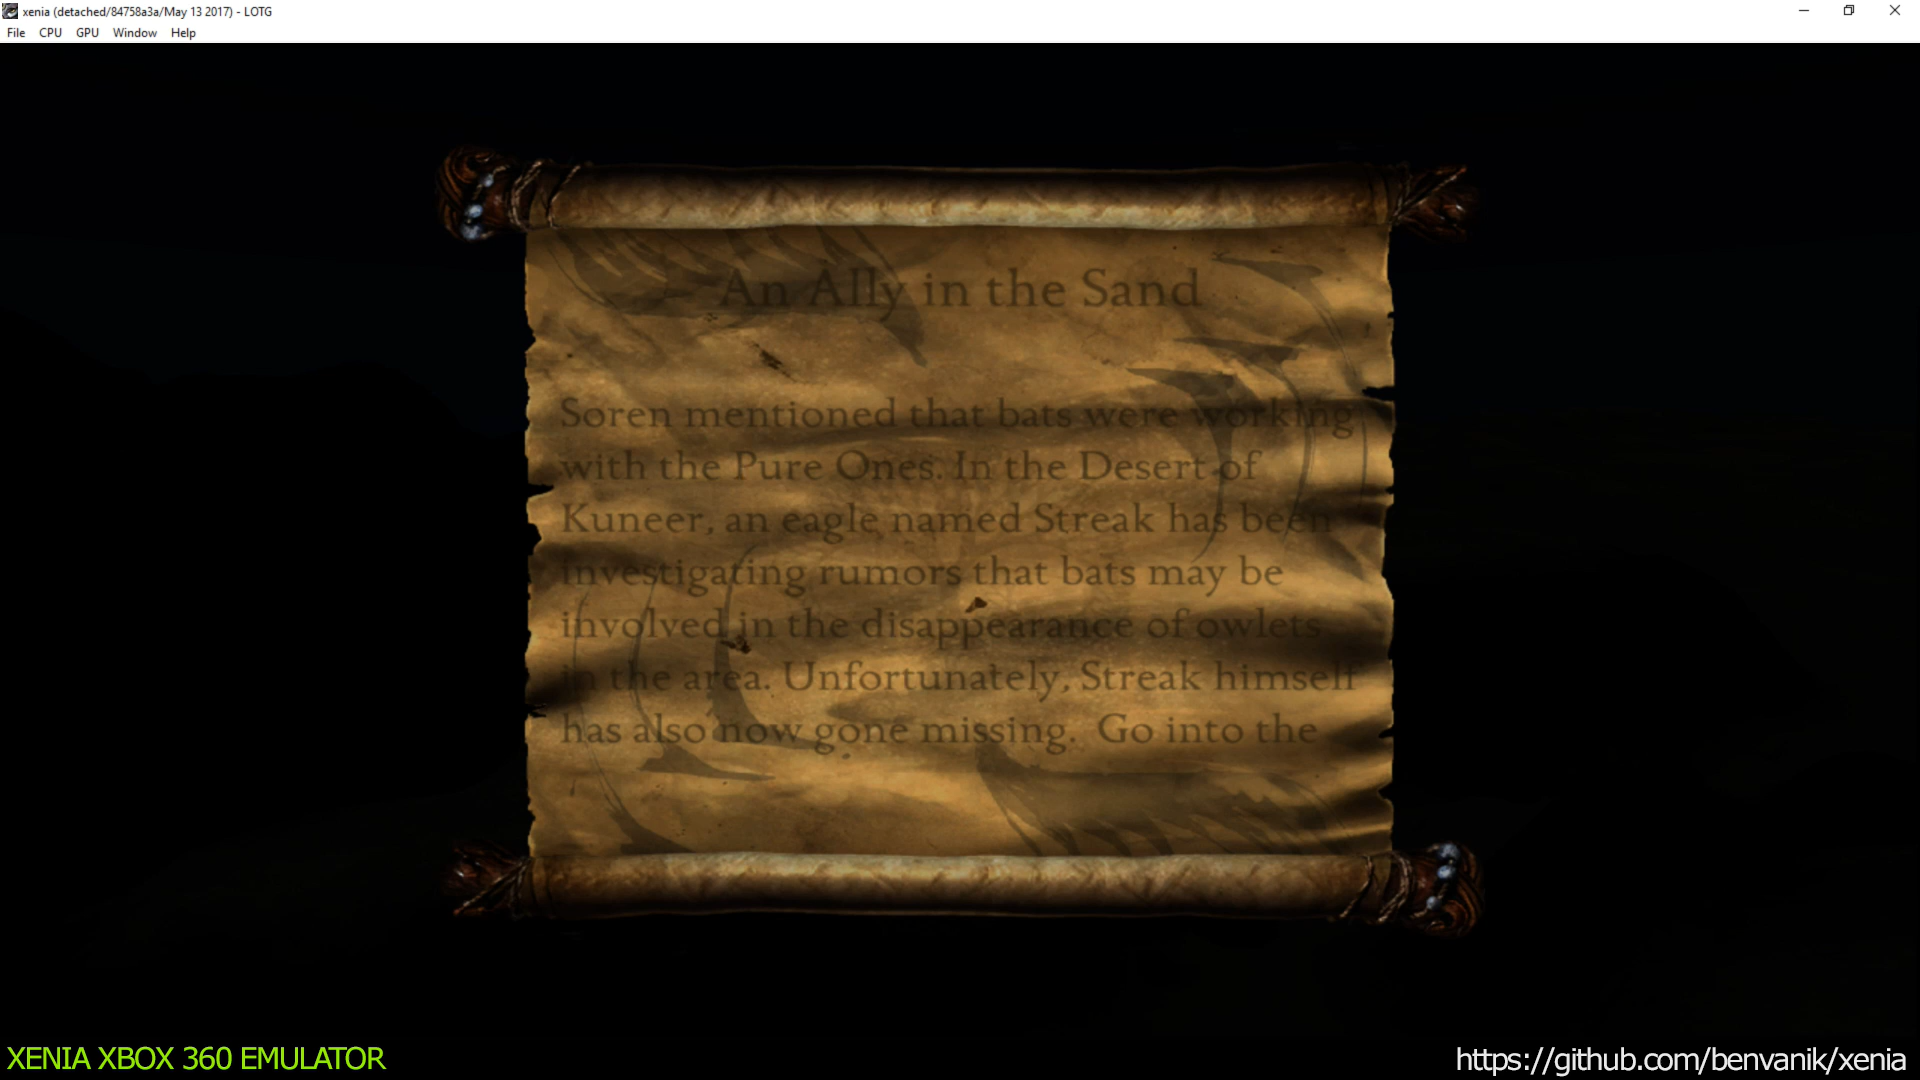 xenia (detached/84758a3a/May 13 2017) - LOTG
File CPU GPU Window Help
An Ally in the Sand
Soren mentioned that bats were working
with the Pure Ones. In the Desert of
Kuneer, an eagle named Streak has been
investigating rumors that bats may be
involved in the disappearance of owlets
in the area. Unfortunately, Streak himself
has also now gone missing.  Go into the
XENIA XBOX 360 EMULATOR
https://github.com/benvanik/xenia